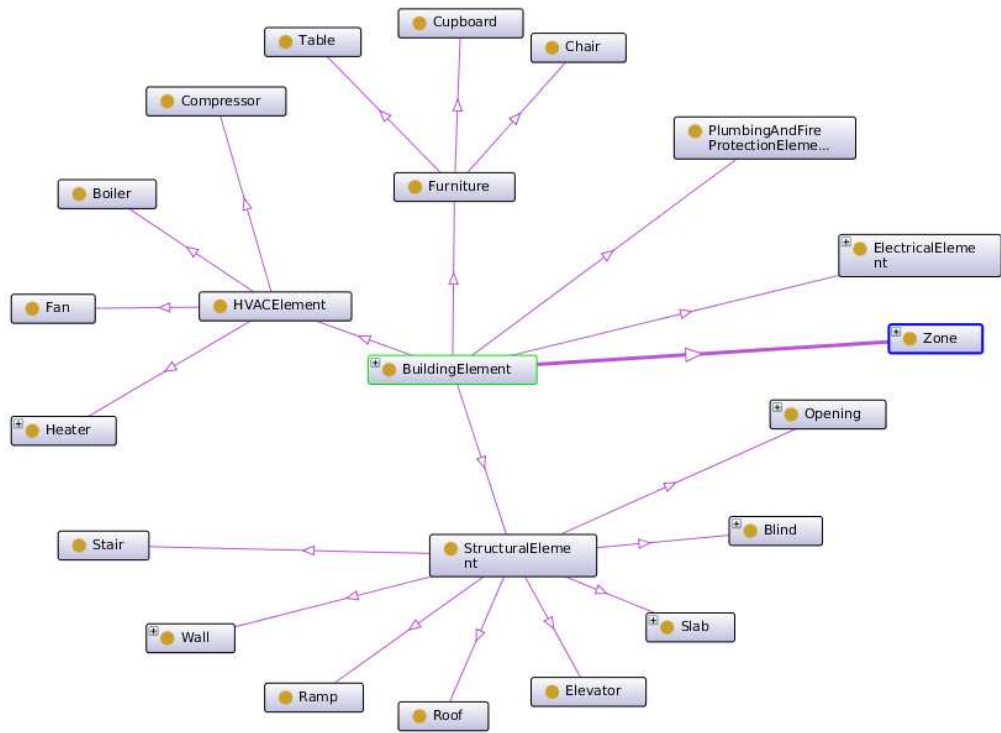 Cupboard
Table
Chair
Compressor
PlumbingAndFire
ProtectionEleme...
Boiler
Furniture
ElectricalEleme
nt
Fan
HVACElement
Zone
BuildingElement
Opening
Heater
Blind
Stair
StructuralEleme
nt
Slab
Wall
Ramp
Elevator
Roof